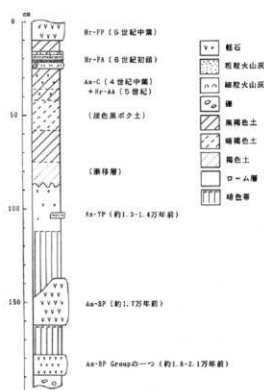 cm
0
Hr-FP (6世紀中葉)
Hr-FA (6世紀初頭)
As-C (4世紀中葉)
+Hr-AA (5世紀)
50
(淡色黒ボク土)
(漸移層)
100
As-YP (約1.3-1.4万年前)
150
As-SP (約1.7万年前)
As-BP Groupの一つ (約1.8-2.1万年前)
軽石
粗粒火山灰
細粒火山灰
礫
黒褐色土
暗褐色土
褐色土
ローム層
暗色帯